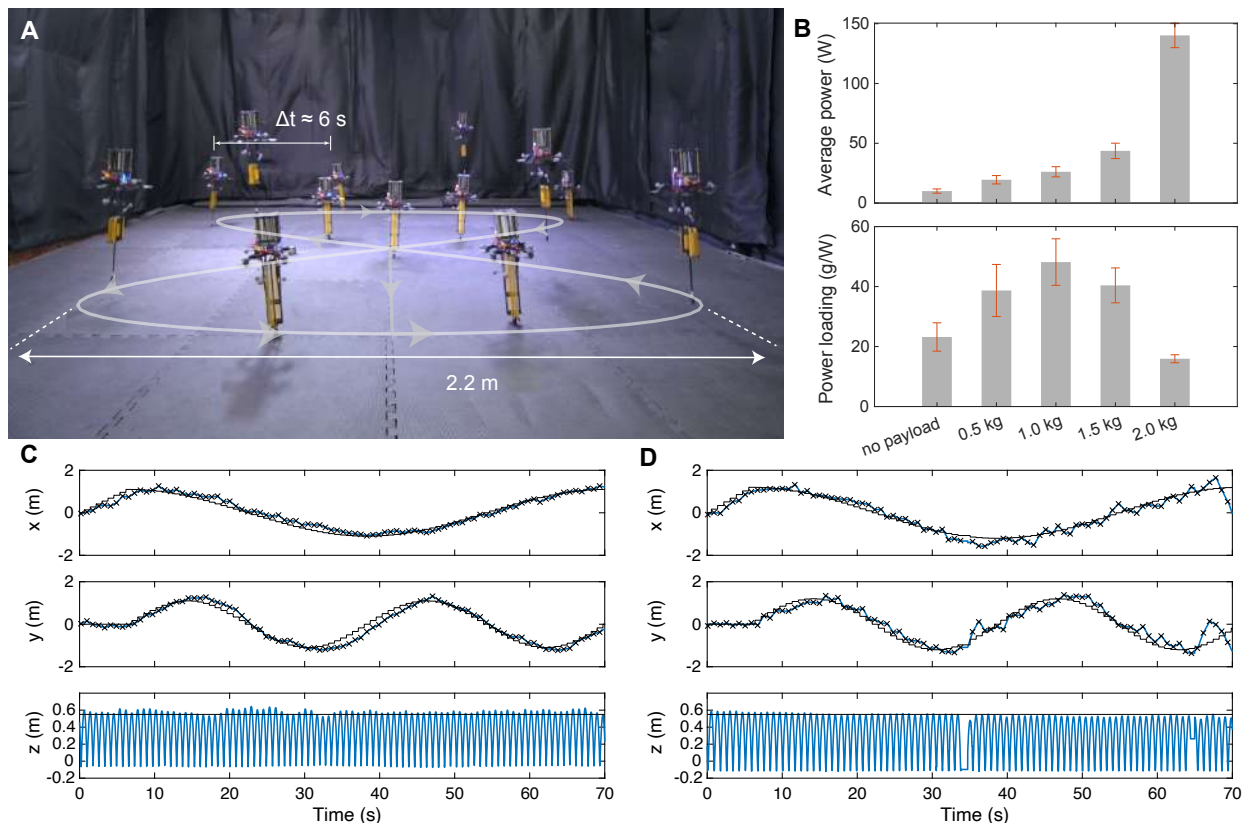 A
Δt ≈ 6 s
2.2 m
B
Average power (W)
150
100
50
0
Power loading (g/W)
60
40
20
0
no payload
0.5 kg
1.0 kg
1.5 kg
2.0 kg
C
x (m)
2
0
-2
y (m)
2
0
-2
z (m)
0.6
0.4
0.2
0
-0.2
0 10 20 30 40 50 60 70
Time (s)
D
x (m)
2
0
-2
y (m)
2
0
-2
z (m)
0.6
0.4
0.2
0
-0.2
0 10 20 30 40 50 60 70
Time (s)